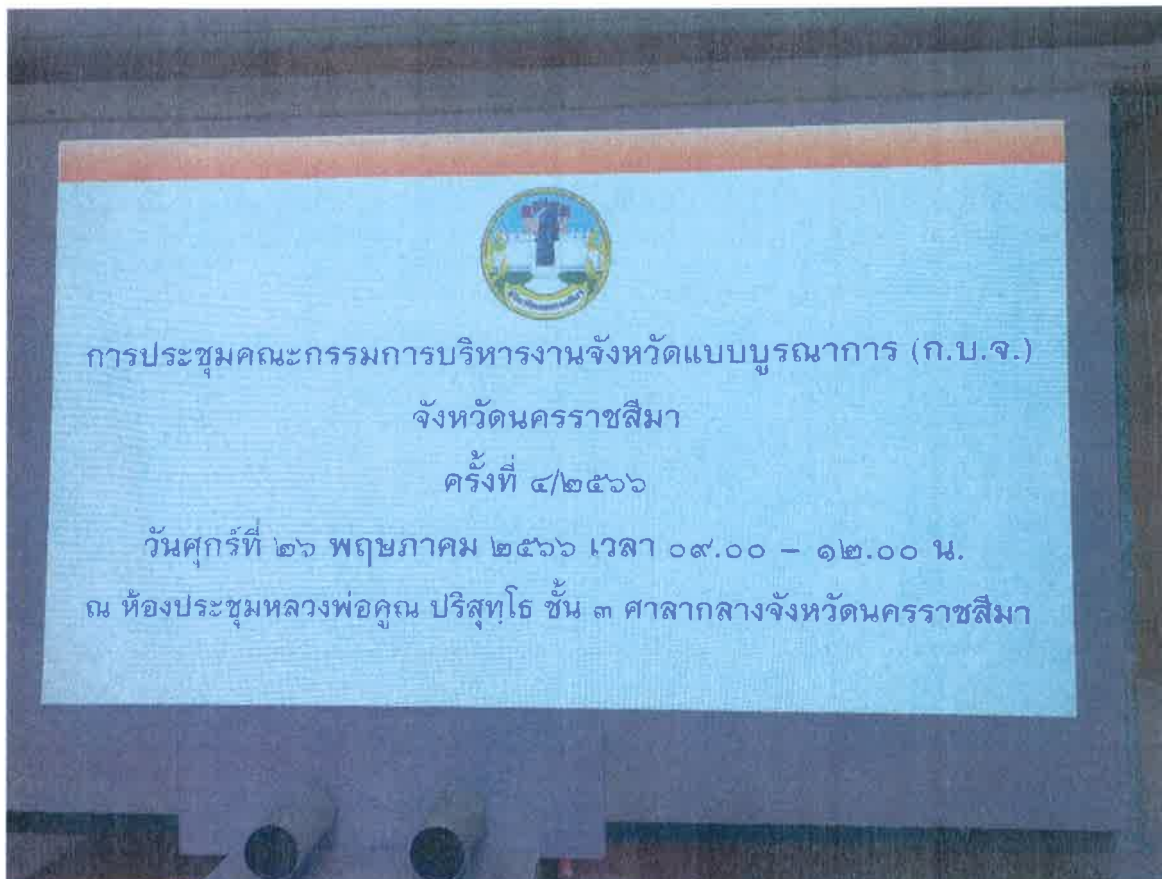 การประชุมคณะกรรมการบริหารงานจังหวัดแบบบูรณาการ (ก.บ.จ.)
จังหวัดนครราชสีมา
ครั้งที่ ๔/๒๕๖๖
วันศุกร์ที่ ๒๖ พฤษภาคม ๒๕๖๖ เวลา ๐๙.๐๐ – ๑๒.๐๐ น.
ณ ห้องประชุมหลวงพ่อคูณ ปริสุทฺโธ ชั้น ๓ ศาลากลางจังหวัดนครราชสีมา